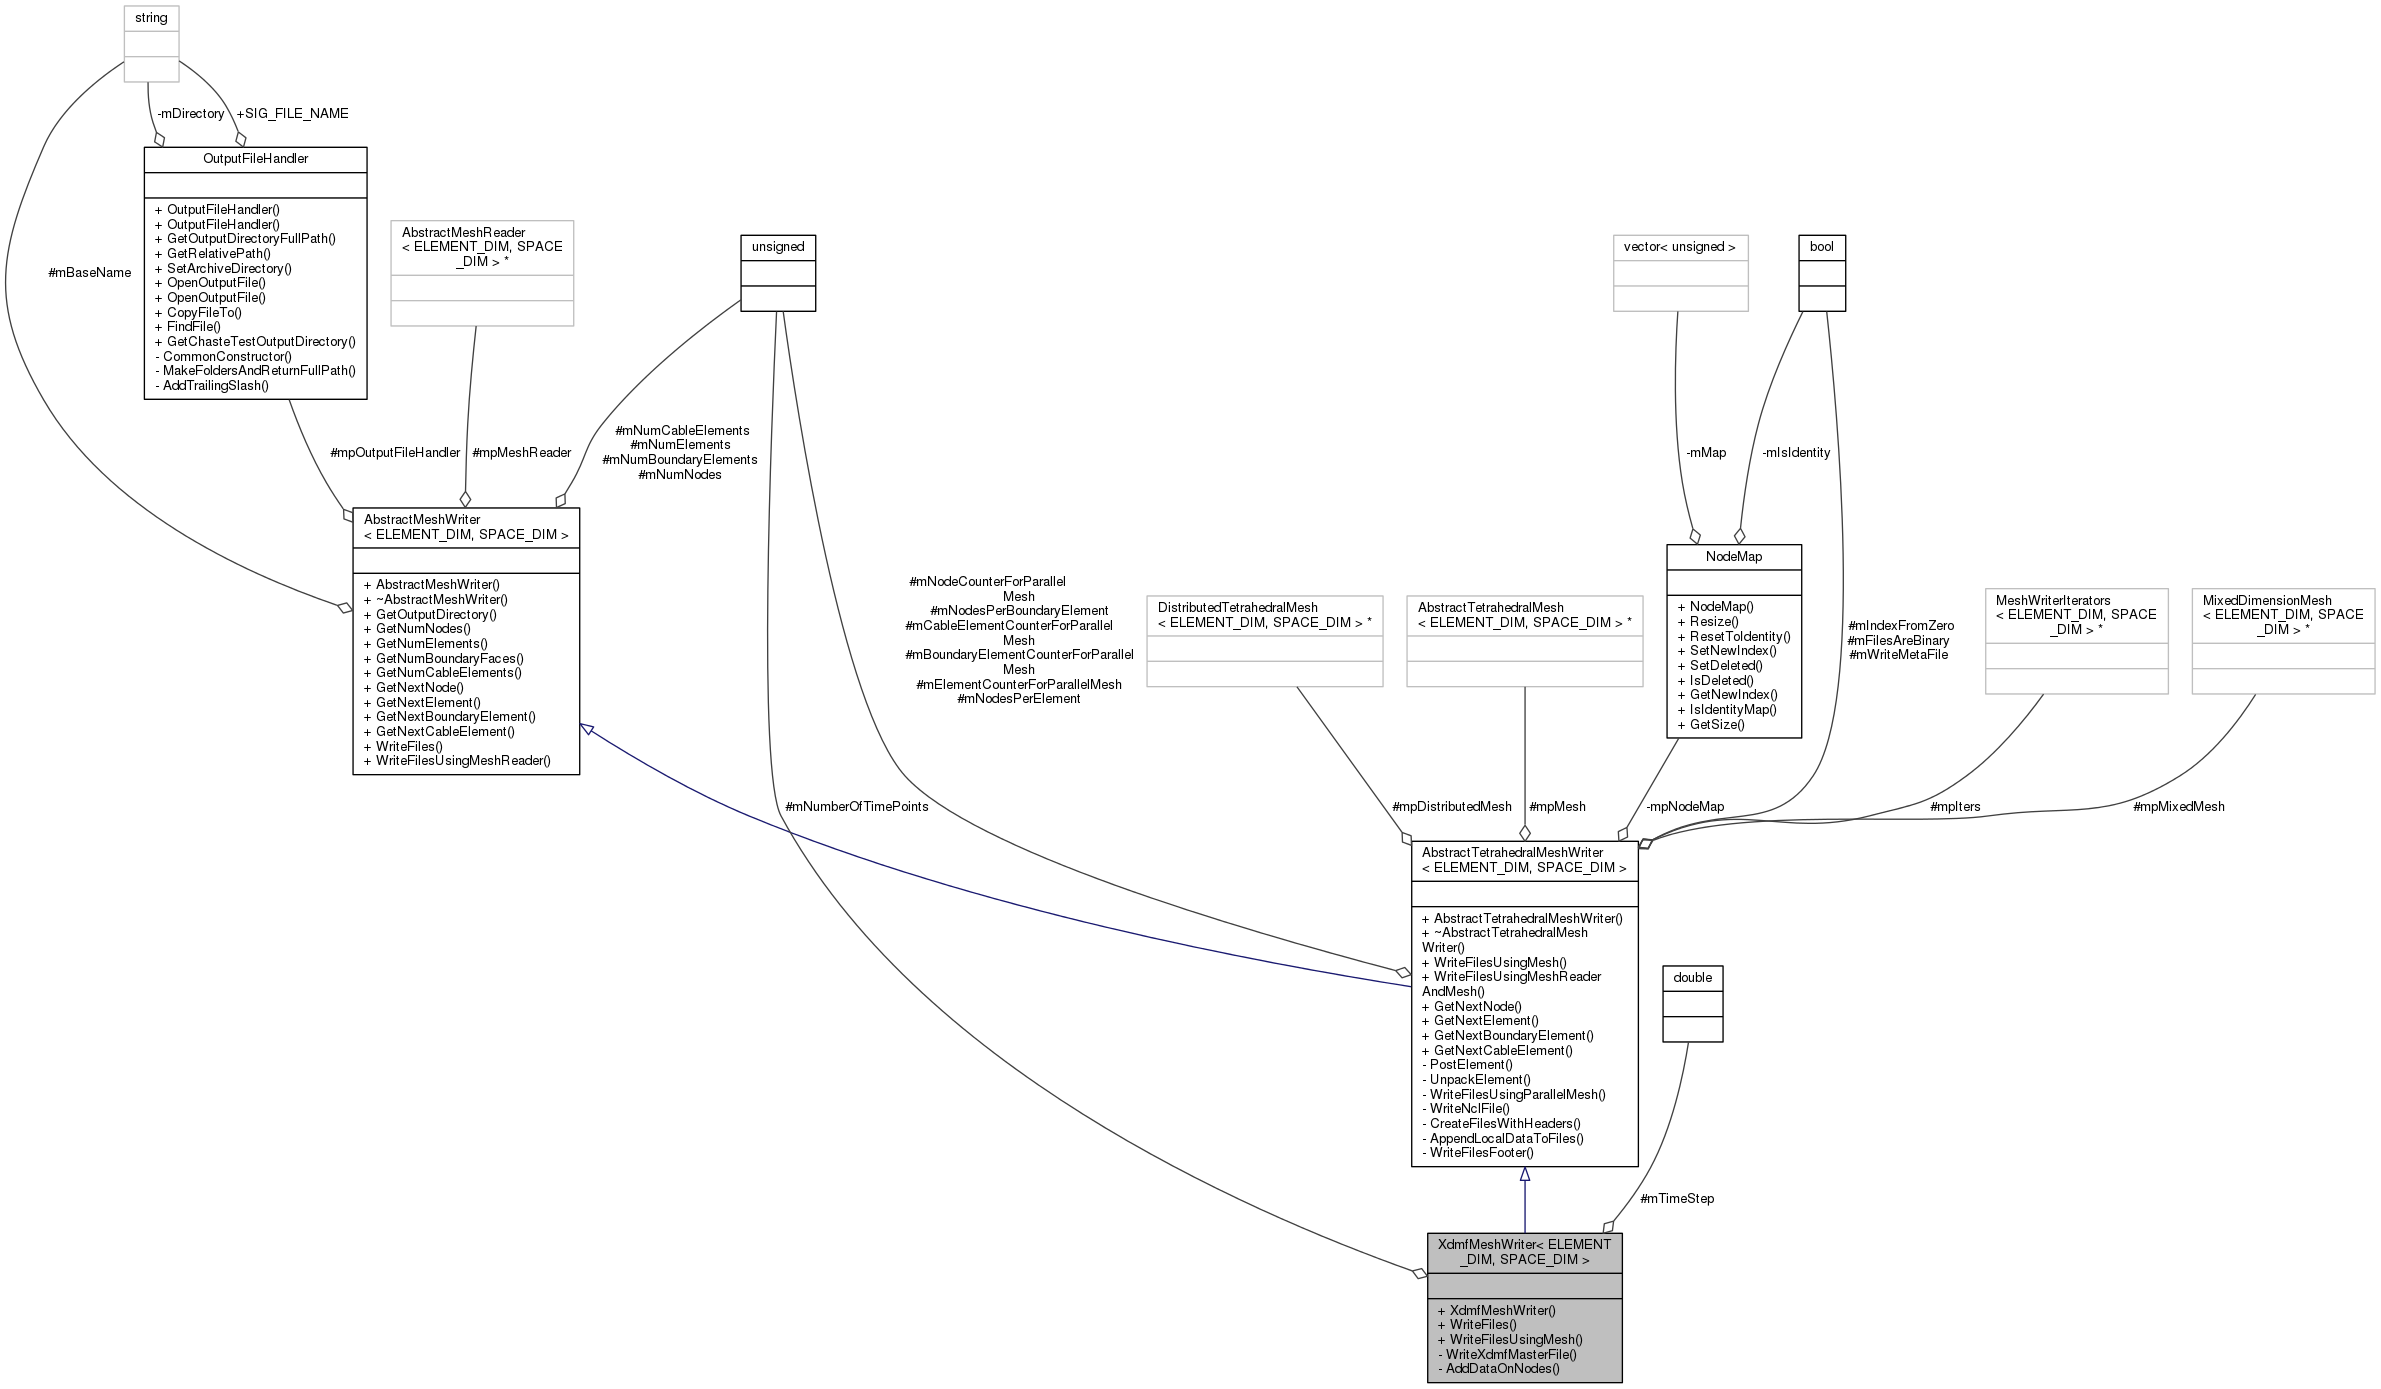 string
-mDirectory
+SIG_FILE_NAME
OutputFileHandler
+ OutputFileHandler()
+ OutputFileHandler()
+ GetOutputDirectoryFullPath()
+ GetRelativePath()
+ SetArchiveDirectory()
+ OpenOutputFile()
+ OpenOutputFile()
+ CopyFileTo()
+ FindFile()
+ GetChasteTestOutputDirectory()
- CommonConstructor()
- MakeFoldersAndReturnFullPath()
- AddTrailingSlash()
#mBaseName
AbstractMeshReader
< ELEMENT_DIM, SPACE
_DIM > *
unsigned
vector< unsigned >
bool
#mpOutputFileHandler
#mpMeshReader
#mNumCableElements
#mNumElements
#mNumBoundaryElements
#mNumNodes
-mMap
-mIsIdentity
AbstractMeshWriter
< ELEMENT_DIM, SPACE_DIM >
+ AbstractMeshWriter()
+ ~AbstractMeshWriter()
+ GetOutputDirectory()
+ GetNumNodes()
+ GetNumElements()
+ GetNumBoundaryFaces()
+ GetNumCableElements()
+ GetNextNode()
+ GetNextElement()
+ GetNextBoundaryElement()
+ GetNextCableElement()
+ WriteFiles()
+ WriteFilesUsingMeshReader()
#mNodeCounterForParallel
Mesh
#mNodesPerBoundaryElement
#mCableElementCounterForParallel
Mesh
#mBoundaryElementCounterForParallel
Mesh
#mElementCounterForParallelMesh
#mNodesPerElement
DistributedTetrahedralMesh
< ELEMENT_DIM, SPACE_DIM > *
AbstractTetrahedralMesh
< ELEMENT_DIM, SPACE_DIM > *
NodeMap
+ NodeMap()
+ Resize()
+ ResetToIdentity()
+ SetNewIndex()
+ SetDeleted()
+ IsDeleted()
+ GetNewIndex()
+ IsIdentityMap()
+ GetSize()
#mIndexFromZero
#mFilesAreBinary
#mWriteMetaFile
MeshWriterIterators
< ELEMENT_DIM, SPACE
_DIM > *
MixedDimensionMesh
< ELEMENT_DIM, SPACE
_DIM > *
#mNumberOfTimePoints
#mpDistributedMesh
#mpMesh
-mpNodeMap
#mpIters
#mpMixedMesh
AbstractTetrahedralMeshWriter
< ELEMENT_DIM, SPACE_DIM >
+ AbstractTetrahedralMeshWriter()
+ ~AbstractTetrahedralMesh
Writer()
+ WriteFilesUsingMesh()
+ WriteFilesUsingMeshReader
AndMesh()
+ GetNextNode()
+ GetNextElement()
+ GetNextBoundaryElement()
+ GetNextCableElement()
- PostElement()
- UnpackElement()
- WriteFilesUsingParallelMesh()
- WriteNclFile()
- CreateFilesWithHeaders()
- AppendLocalDataToFiles()
- WriteFilesFooter()
double
#mTimeStep
XdmfMeshWriter< ELEMENT
_DIM, SPACE_DIM >
+ XdmfMeshWriter()
+ WriteFiles()
+ WriteFilesUsingMesh()
- WriteXdmfMasterFile()
- AddDataOnNodes()